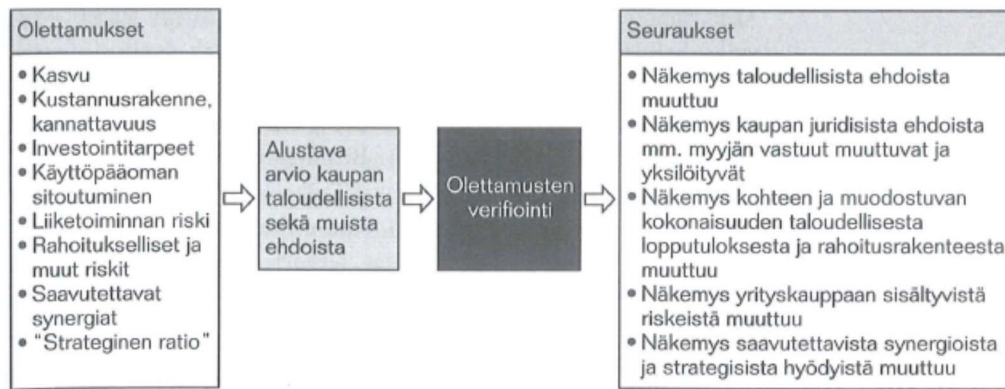 Olettamukset
• Kasvu
• Kustannusrakenne,
kannattavuus
• Investointitarpeet
• Käyttöpääoman
sitoutuminen
• Liiketoiminnan riski
• Rahoitukselliset ja
muut riskit
• Saavutettavat
synergiat
• "Strateginen ratio"
Alustava
arvio kaupan
taloudellisista
sekä muista
ehdoista
Olettamusten
verifiointi
Seuraukset
• Näkemys taloudellisista ehdoista
muuttuu
• Näkemys kaupan juridisista ehdoista
mm. myyjän vastuut muuttuvat ja
yksilöityvät
• Näkemys kohteen ja muodostuvan
kokonaisuuden taloudellisesta
lopputuloksesta ja rahoitusrakenteesta
muuttuu
• Näkemys yrityskauppaan sisältyvistä
riskeistä muuttuu
• Näkemys saavutettavista synergioista
ja strategisista hyödyistä muuttuu